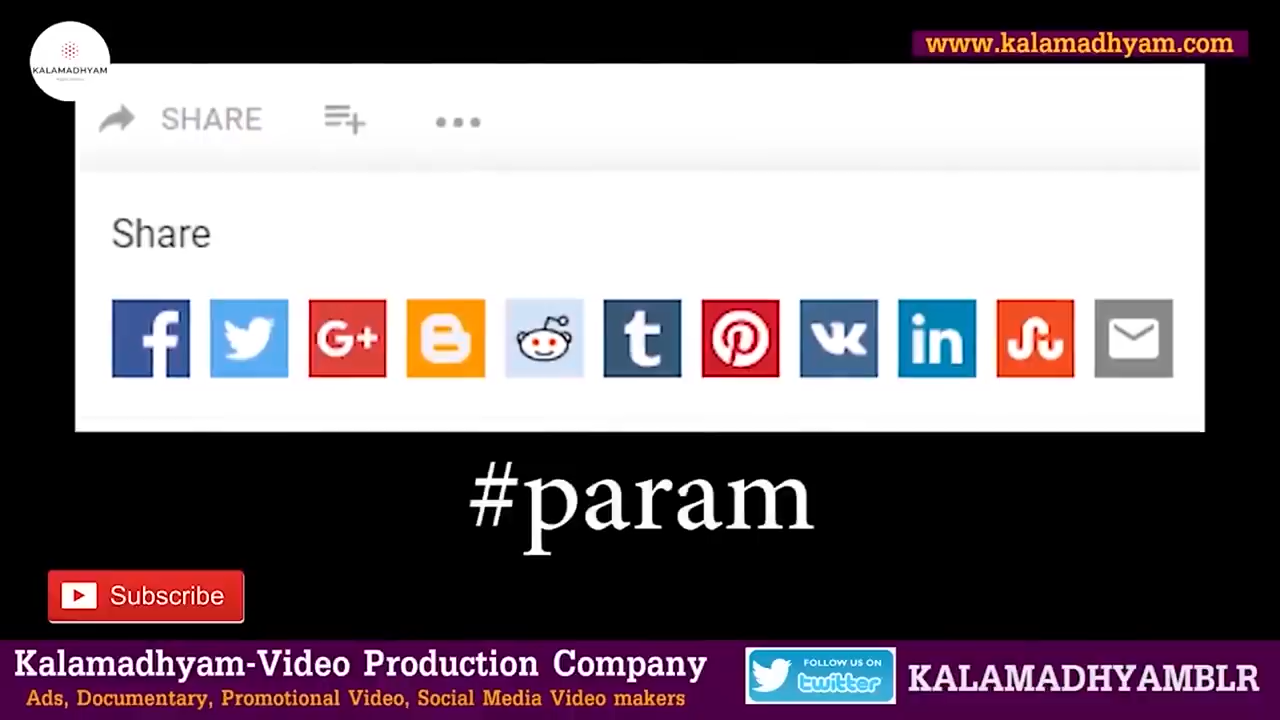 KALAMADHYAM
www.kalamadhyam.com
SHARE
Share
#param
Subscribe
Kalamadhyam-Video Production Company
Ads, Documentary, Promotional Video, Social Media Video makers
FOLLOW US ON
twitter
KALAMADHYAMBLR